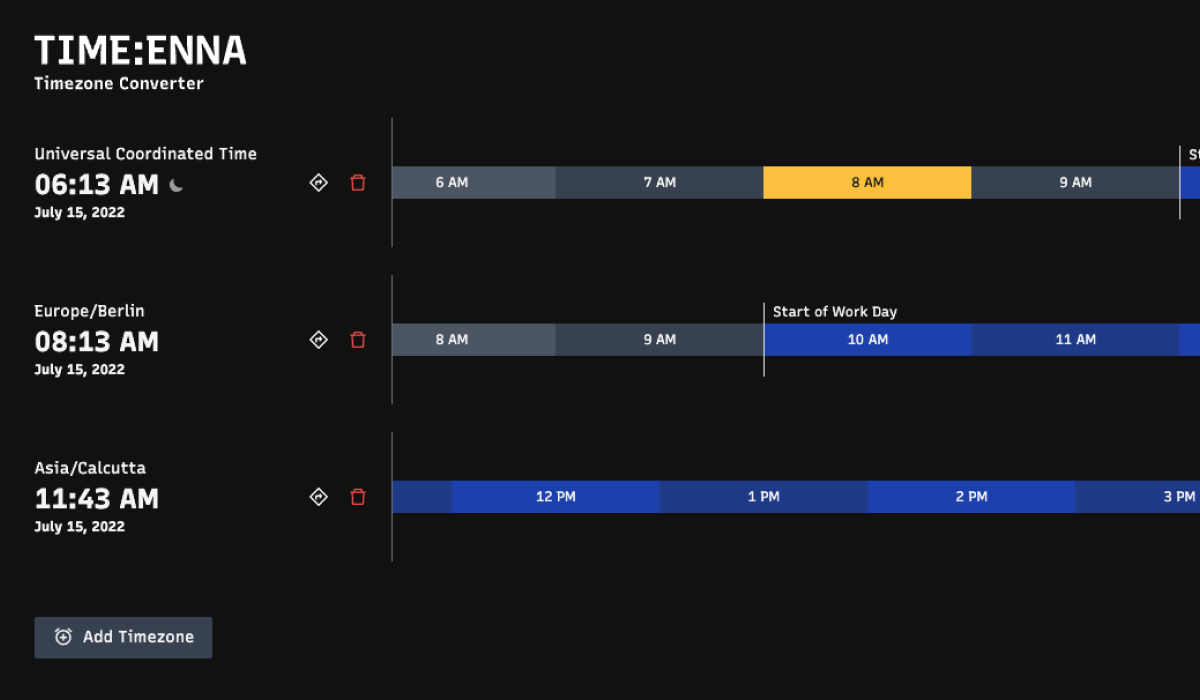 TIME:ENNA
Timezone Converter
Universal Coordinated Time
06:13 AM
July 15, 2022
6 AM 7 AM 8 AM 9 AM
Europe/Berlin
08:13 AM
July 15, 2022
Start of Work Day
8 AM 9 AM 10 AM 11 AM
Asia/Calcutta
11:43 AM
July 15, 2022
12 PM 1 PM 2 PM 3 PM
Add Timezone